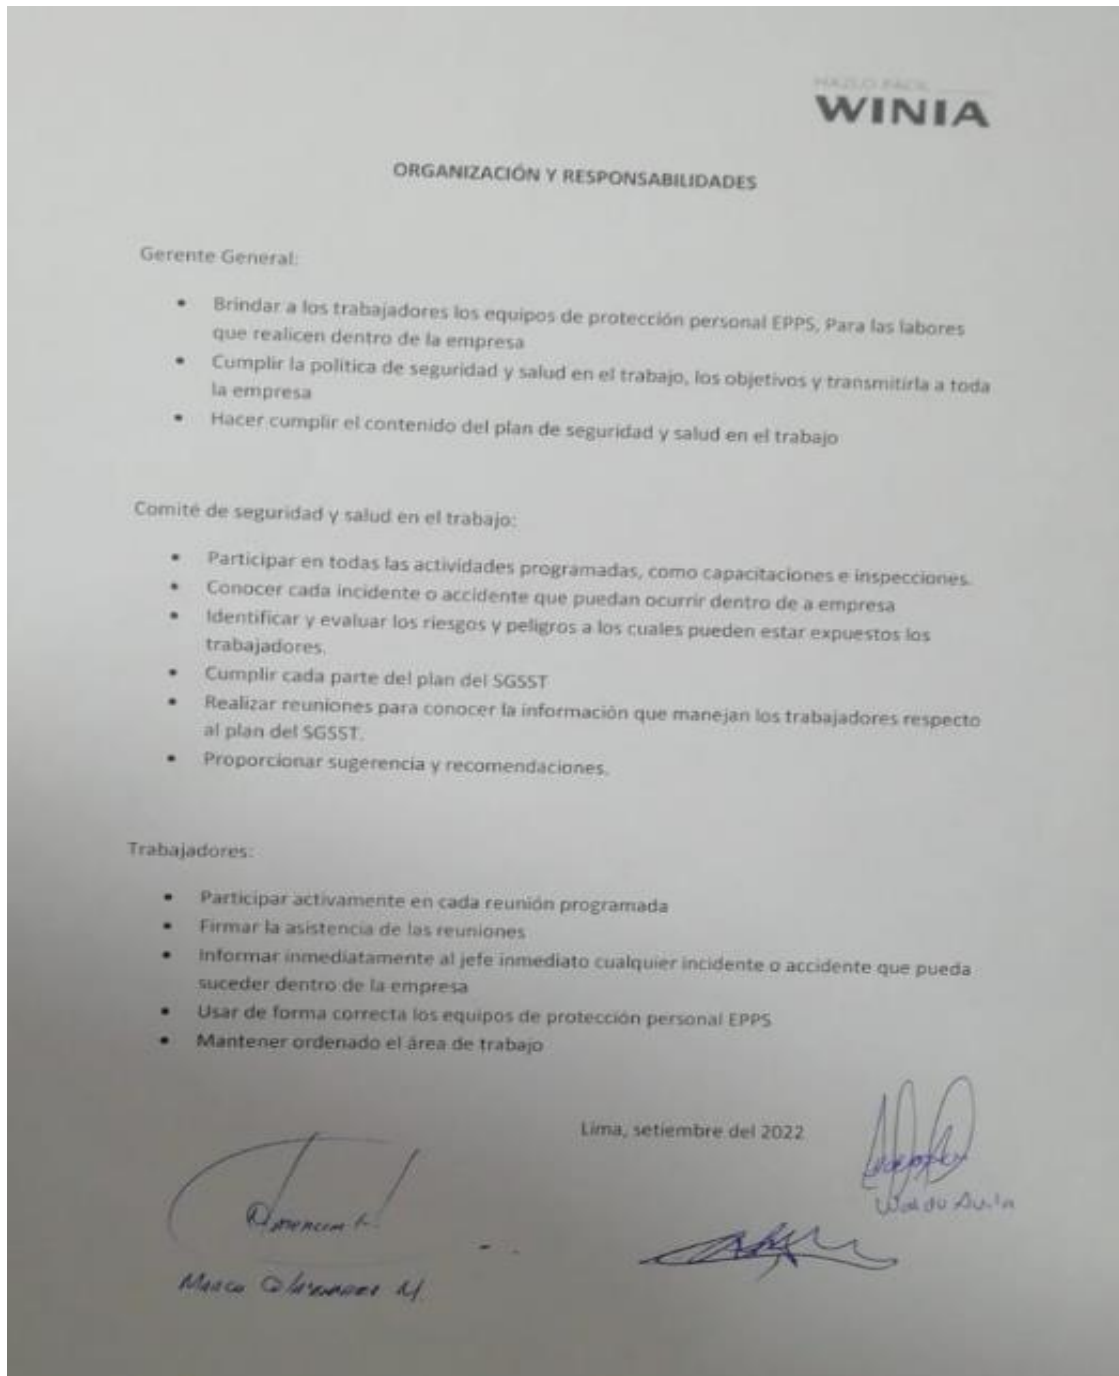 HAZLO FÁCIL
WINIA
ORGANIZACIÓN Y RESPONSABILIDADES
Gerente General:
• Brindar a los trabajadores los equipos de protección personal EPPS, Para las labores
que realicen dentro de la empresa
• Cumplir la política de seguridad y salud en el trabajo, los objetivos y transmitirla a toda
la empresa
• Hacer cumplir el contenido del plan de seguridad y salud en el trabajo
Comité de seguridad y salud en el trabajo:
• Participar en todas las actividades programadas, como capacitaciones e inspecciones.
• Conocer cada incidente o accidente que puedan ocurrir dentro de a empresa
• Identificar y evaluar los riesgos y peligros a los cuales pueden estar expuestos los
trabajadores.
• Cumplir cada parte del plan del SGSST
• Realizar reuniones para conocer la información que manejan los trabajadores respecto
al plan del SGSST.
• Proporcionar sugerencia y recomendaciones.
Trabajadores:
• Participar activamente en cada reunión programada
• Firmar la asistencia de las reuniones
• Informar inmediatamente al jefe inmediato cualquier incidente o accidente que pueda
suceder dentro de la empresa
• Usar de forma correcta los equipos de protección personal EPPS
• Mantener ordenado el área de trabajo
Lima, setiembre del 2022
Marco M.